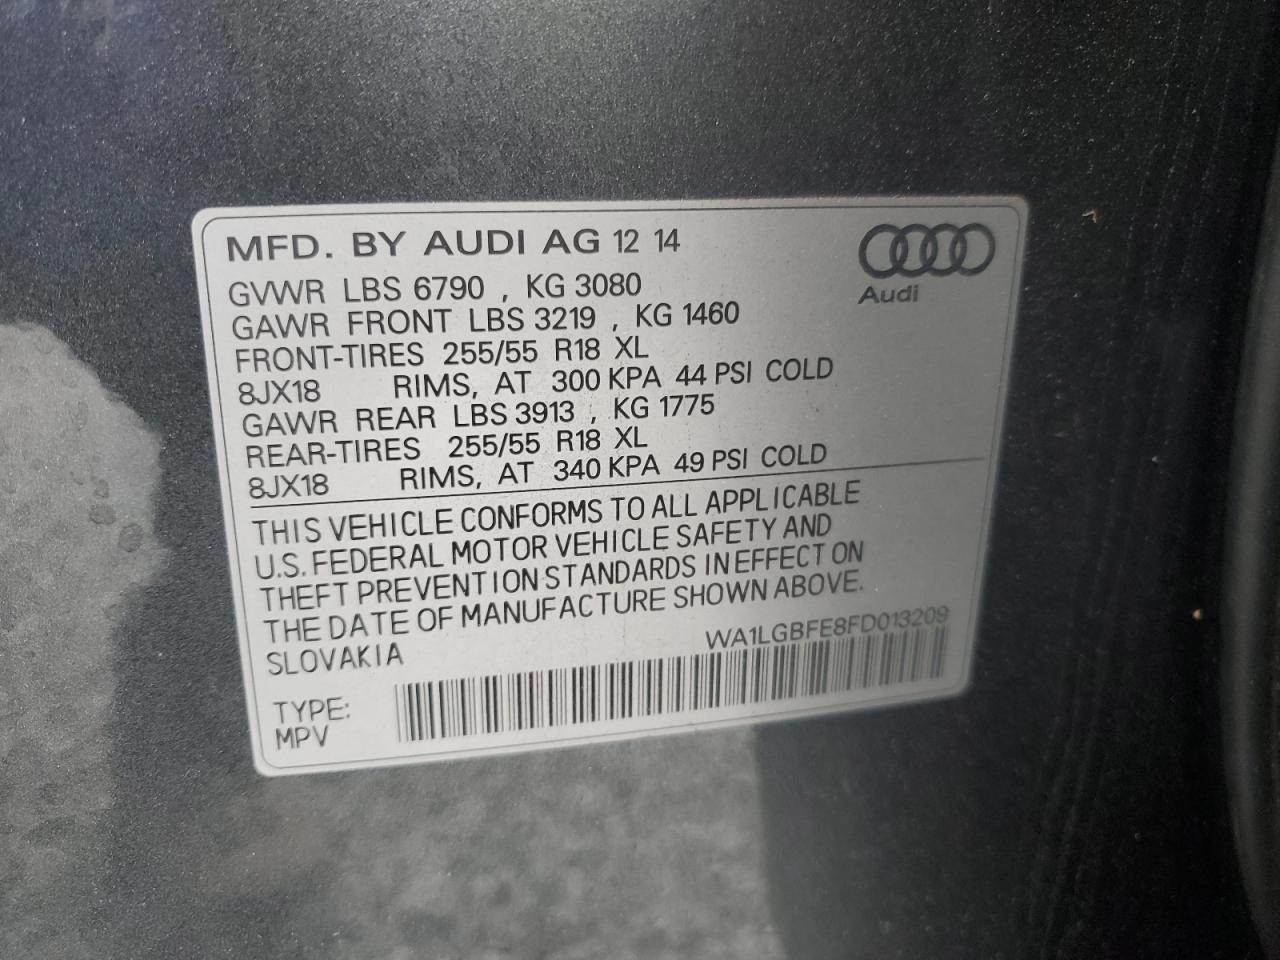 MFD. BY AUDI AG 12 14
Audi
GVWR LBS 6790 , KG 3080
GAWR FRONT LBS 3219 , KG 1460
FRONT-TIRES 255/55 R18 XL
8JX18 RIMS, AT 300 KPA 44 PSI COLD
GAWR REAR LBS 3913 , KG 1775
REAR-TIRES 255/55 R18 XL
8JX18 RIMS, AT 340 KPA 49 PSI COLD
THIS VEHICLE CONFORMS TO ALL APPLICABLE
U.S. FEDERAL MOTOR VEHICLE SAFETY AND
THEFT PREVENTION STANDARDS IN EFFECT ON
THE DATE OF MANUFACTURE SHOWN ABOVE.
SLOVAKIA
WA1LGBFE8FD013209
TYPE:
MPV